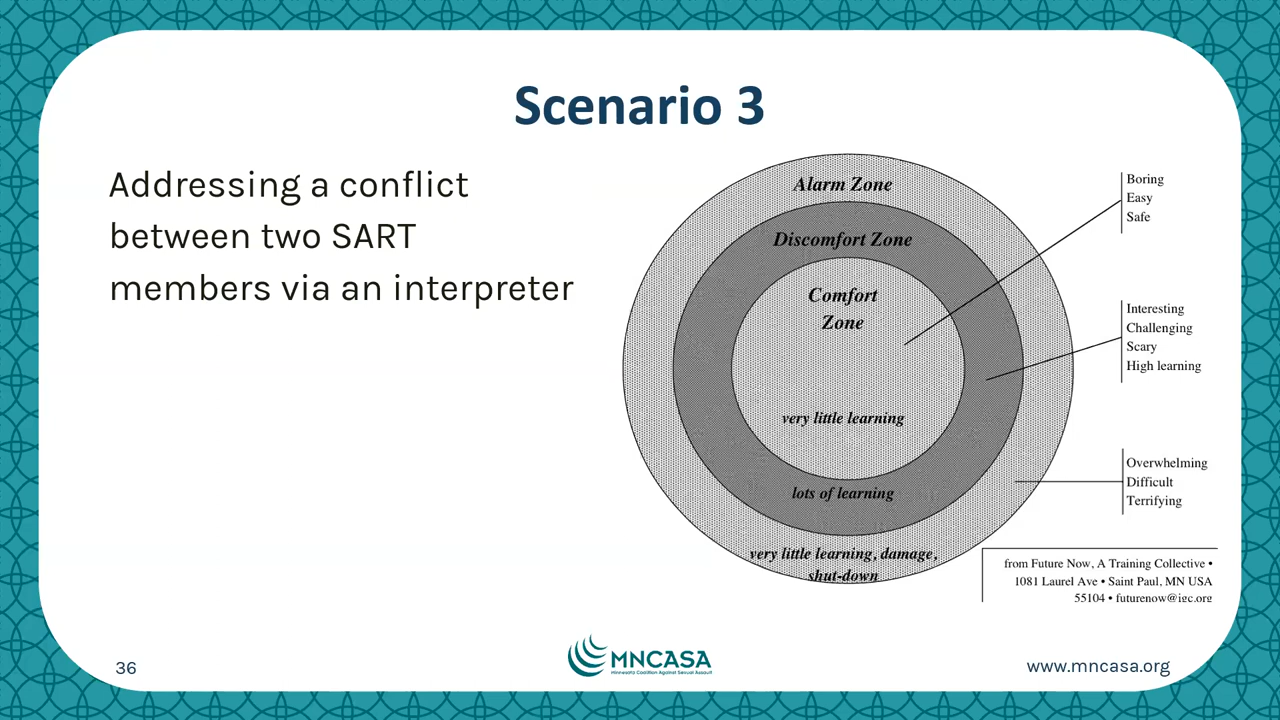 Scenario 3
Addressing a conflict
between two SART
members via an interpreter
Alarm Zone
Discomfort Zone
Comfort
Zone
very little learning
lots of learning
very little learning, damage,
shut-down
Boring
Easy
Safe
Interesting
Challenging
Scary
High learning
Overwhelming
Difficult
Terrifying
from Future Now, A Training Collective •
1081 Laurel Ave • Saint Paul, MN USA
55104 • futurenow@igc.org
36
MNCASA
Minnesota Coalition Against Sexual Assault
www.mncasa.org